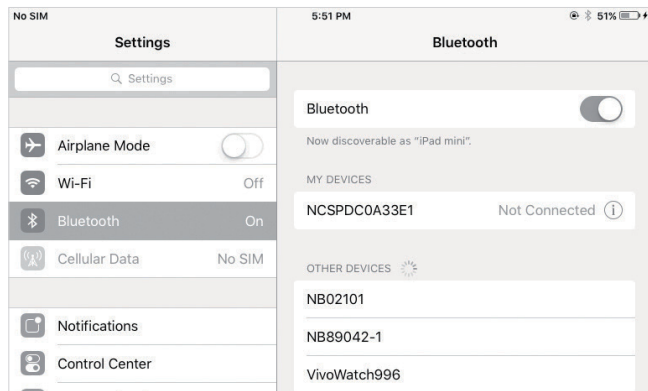 No SIM
5:51 PM
51%
Settings
Bluetooth
Settings
Airplane Mode
Wi-Fi
Off
Bluetooth
On
Cellular Data
No SIM
Notifications
Control Center
Bluetooth
Now discoverable as “iPad mini”.
MY DEVICES
NCSPDC0A33E1
Not Connected
OTHER DEVICES
NB02101
NB89042-1
VivoWatch996